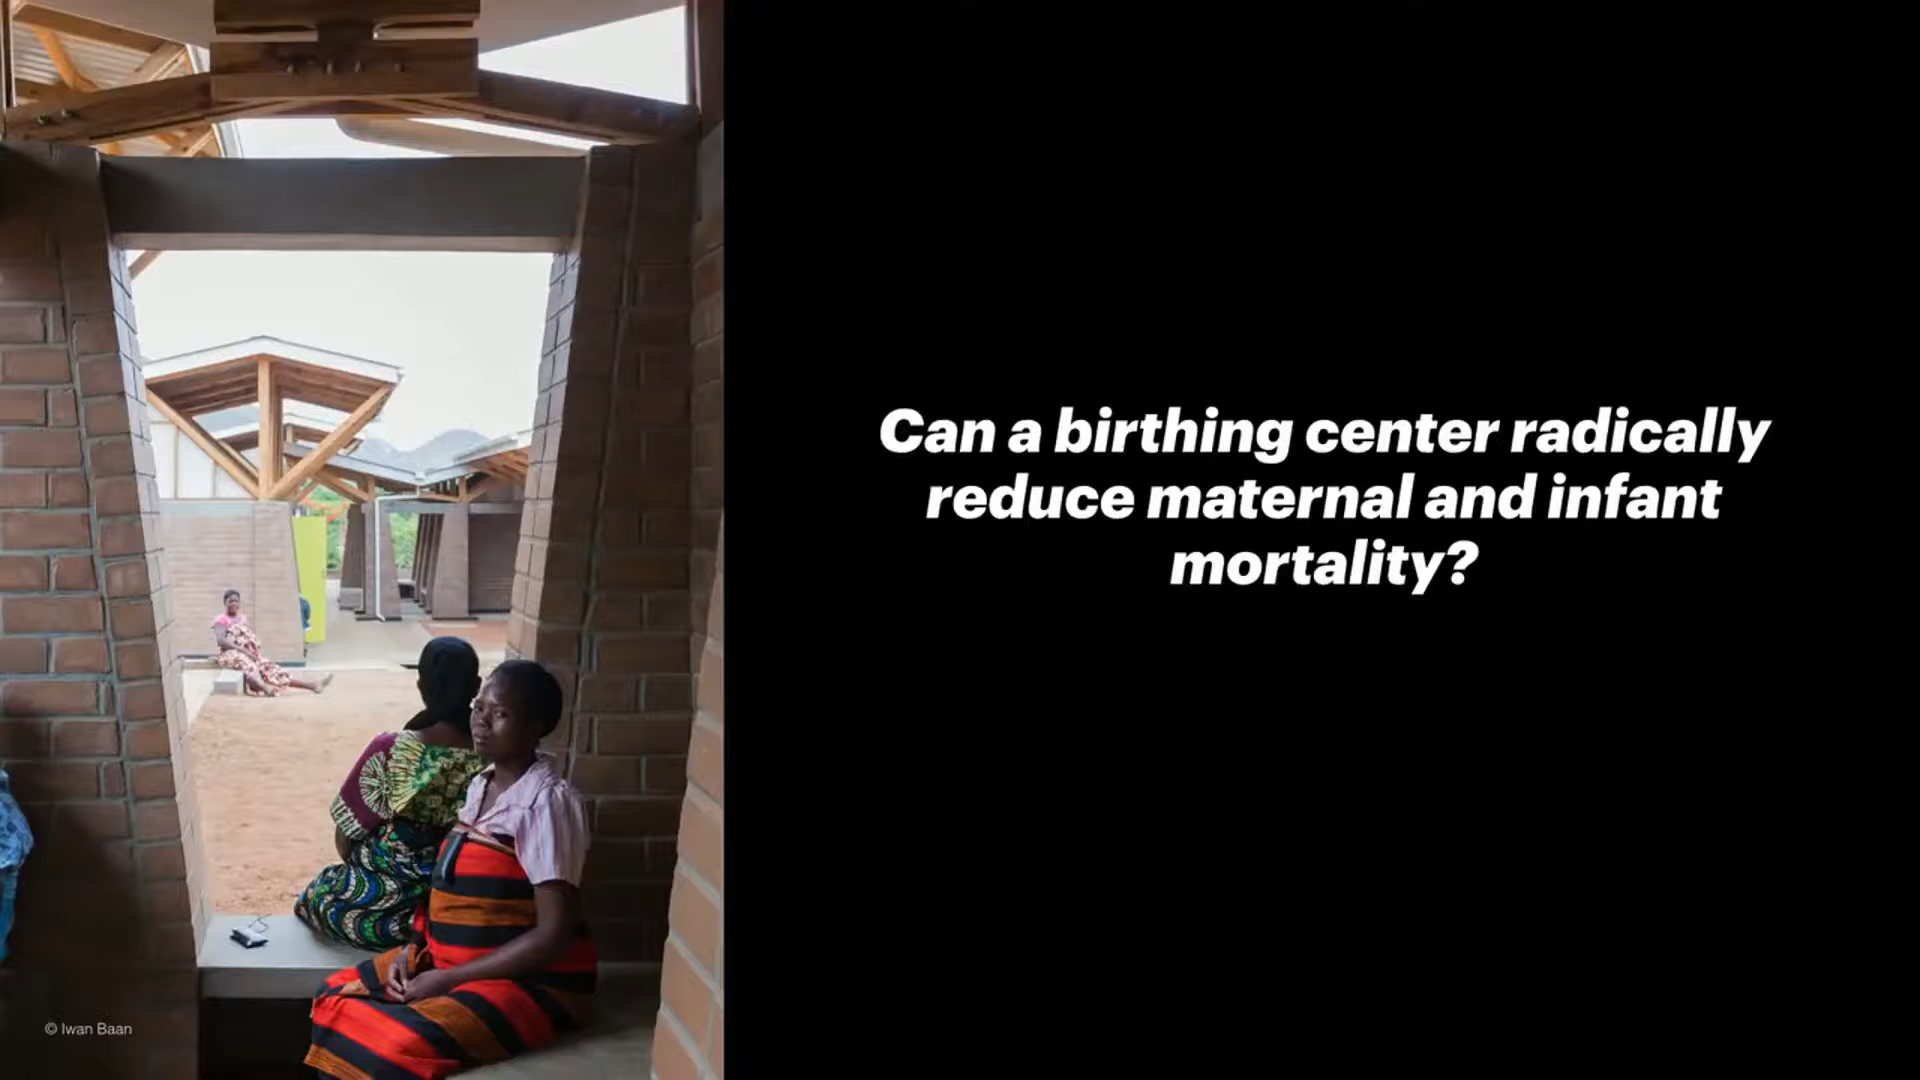 Can a birthing center radically
reduce maternal and infant
mortality?
© Iwan Baan